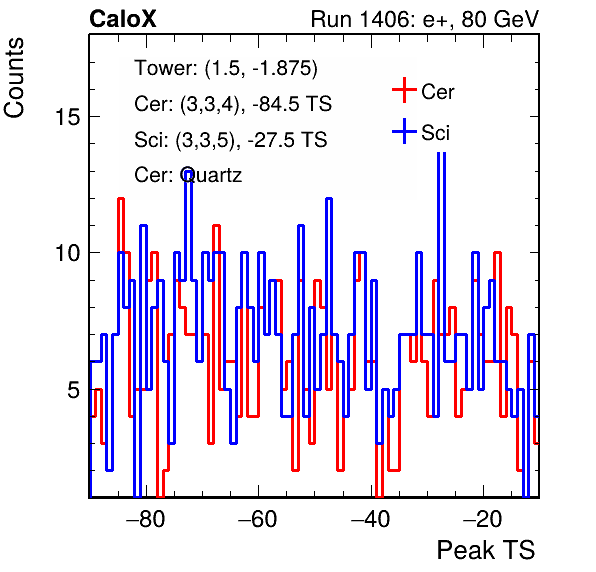 CaloX Run 1406: e+, 80 GeV
Counts
Tower: (1.5, -1.875)
Cer: (3,3,4), -84.5 TS
Sci: (3,3,5), -27.5 TS
Cer: Quartz
Cer
Sci
15
10
5
−80 −60 −40 −20
Peak TS